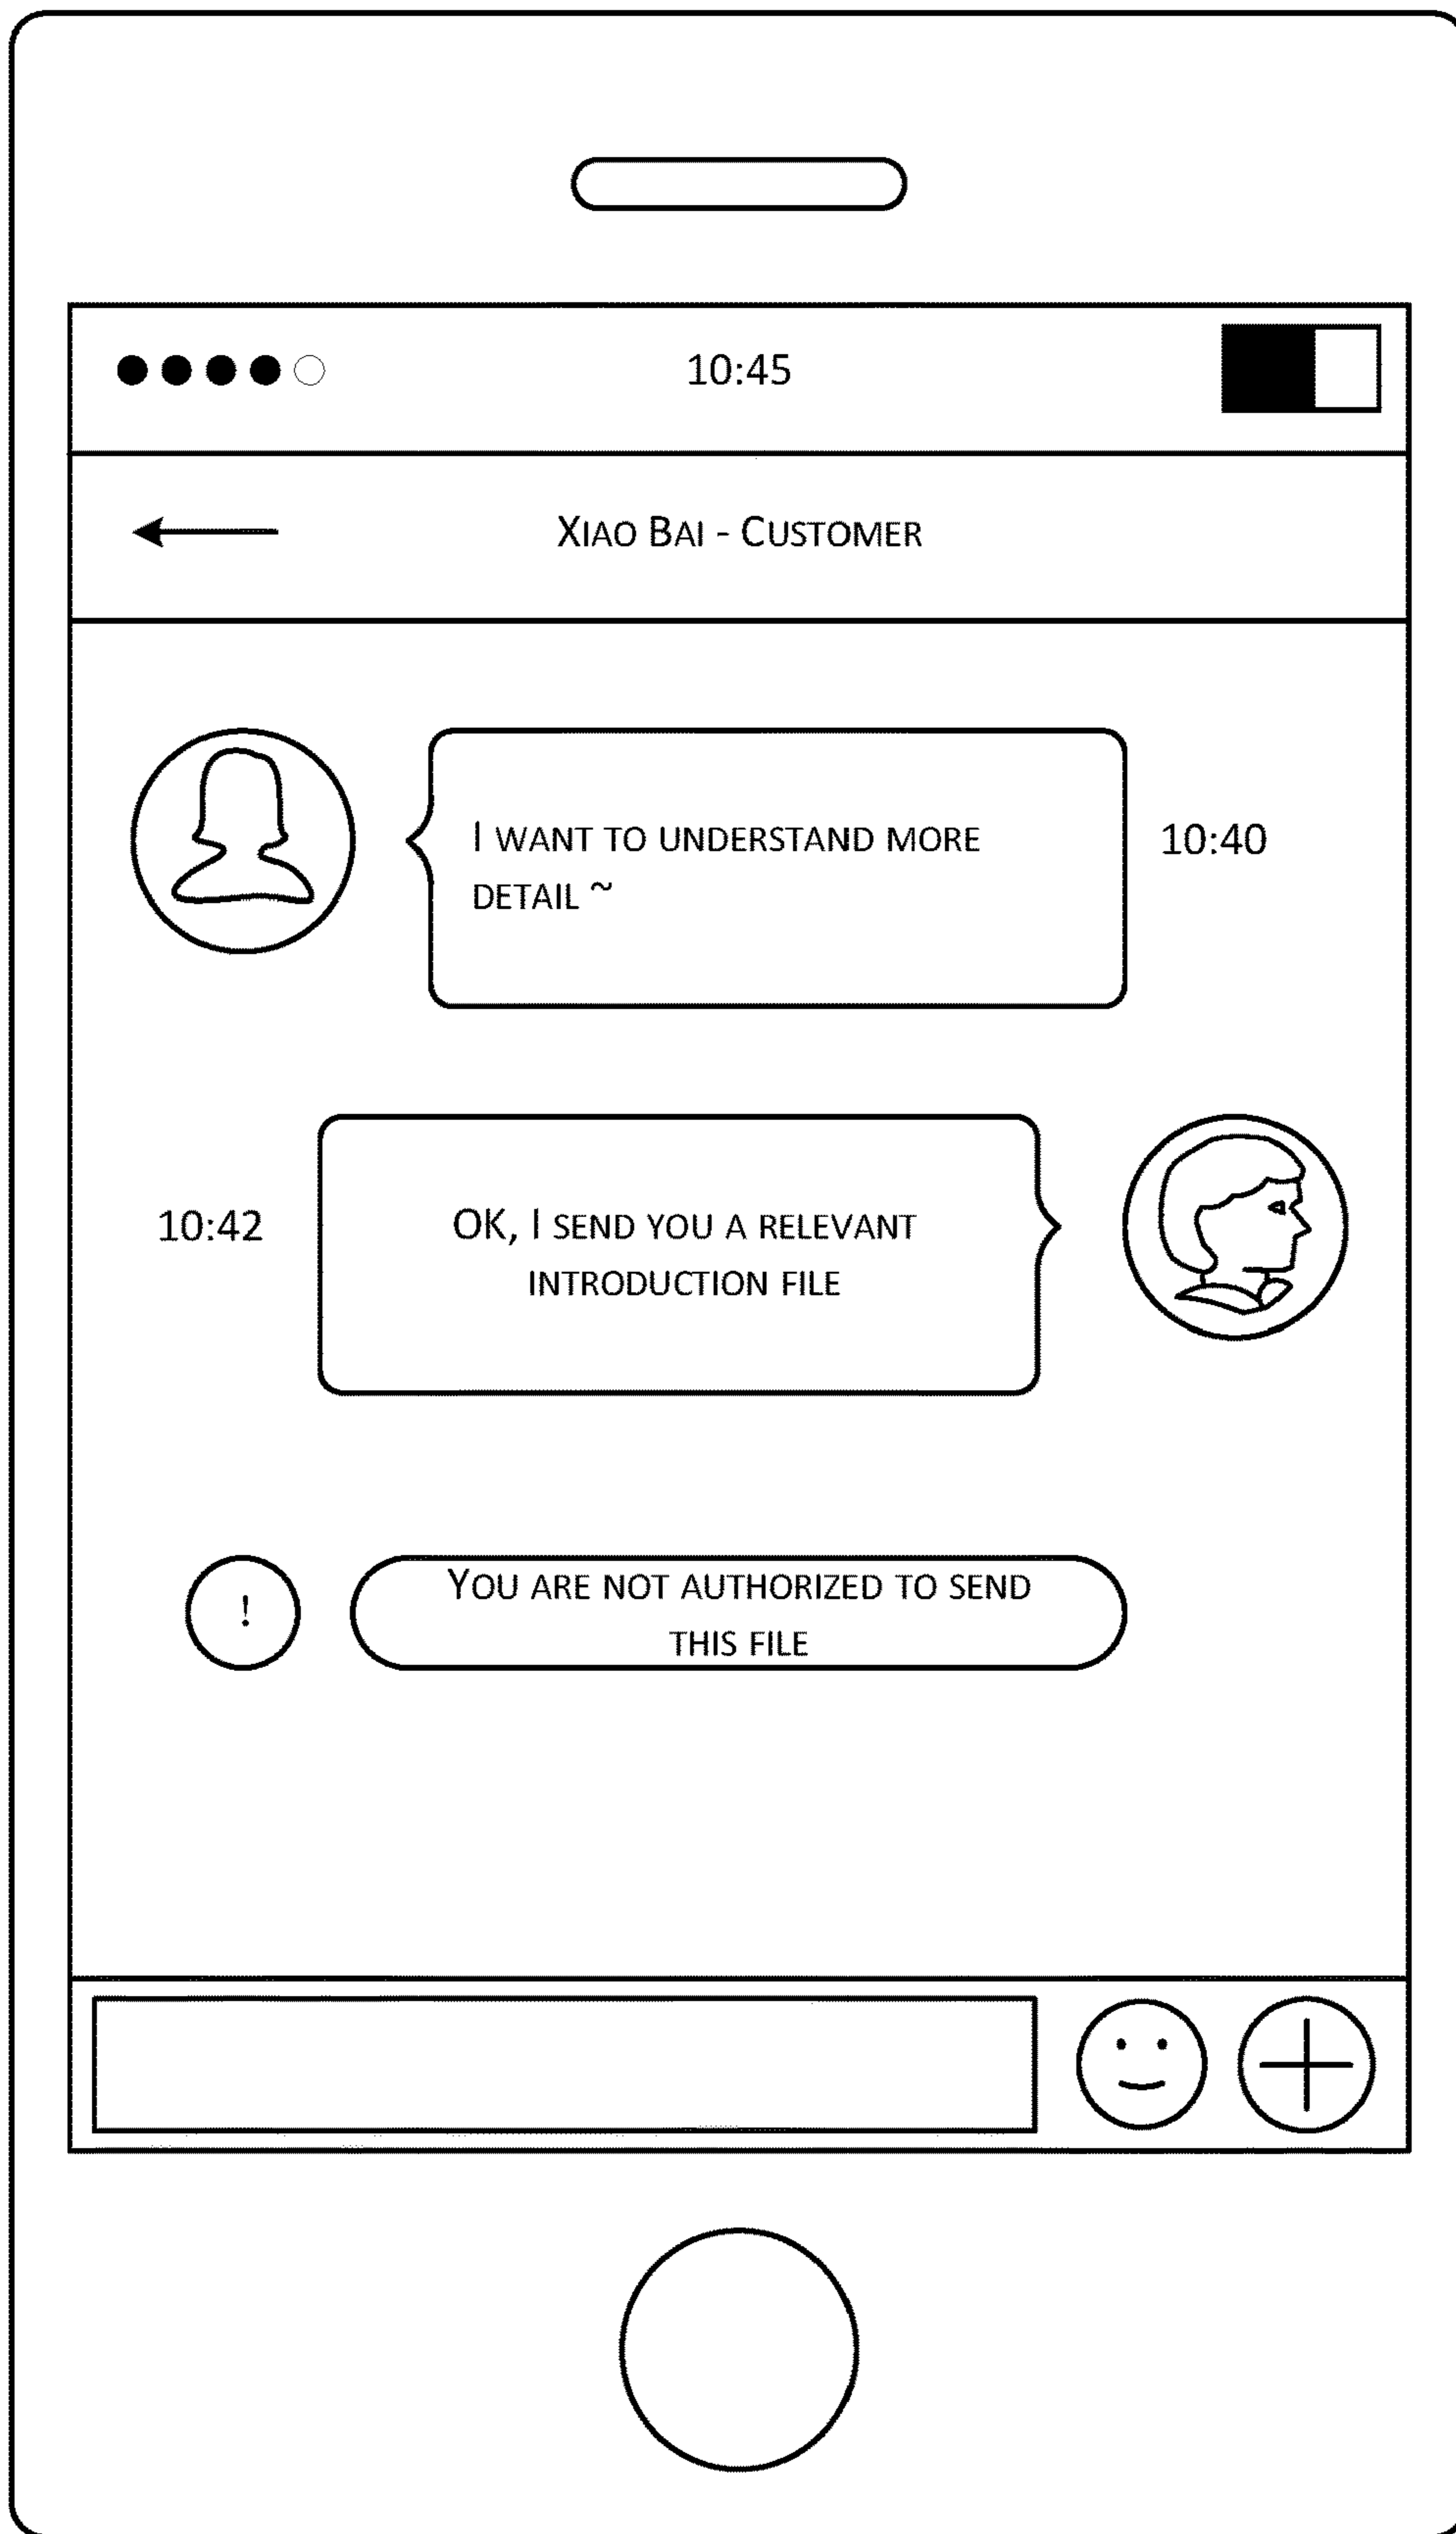 10:45
Xiao Bai - Customer
I want to understand more
detail ~
10:40
10:42
OK, I send you a relevant
introduction file
!
You are not authorized to send
this file